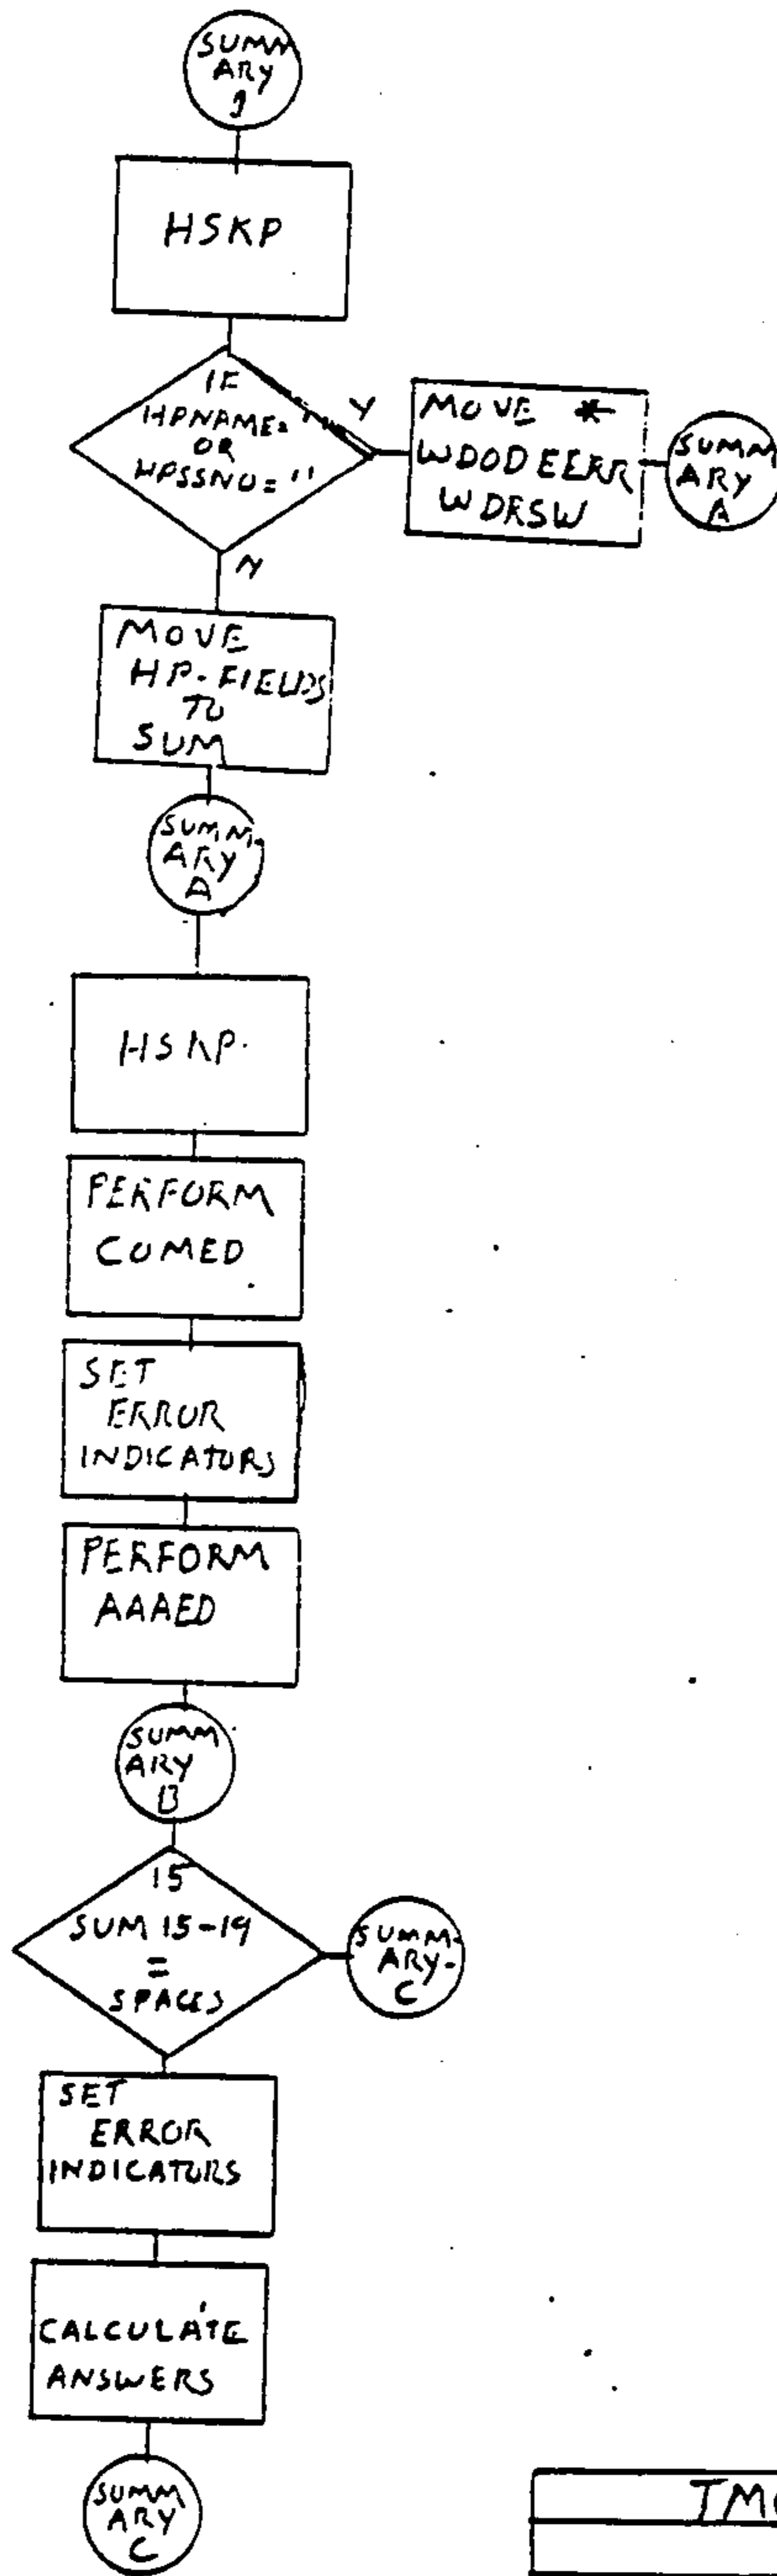 SUMM
ARY
1
HSKP
IF
HPNAME=
OR
HPSSNO=''
Y
MOVE *
WDODEERR
WDRSW
SUMM
ARY
A
N
MOVE
HP-FIELDS
TO
SUM
SUMM-
ARY
A
HSKP.
PERFORM
COMED
SET
ERROR
INDICATORS
PERFORM
AAAED
SUMM
ARY
B
IF
SUM 15-19
=
SPACES
SUMM-
ARY-
C
SET
ERROR
INDICATORS
CALCULATE
ANSWERS
SUMM
ARY
C